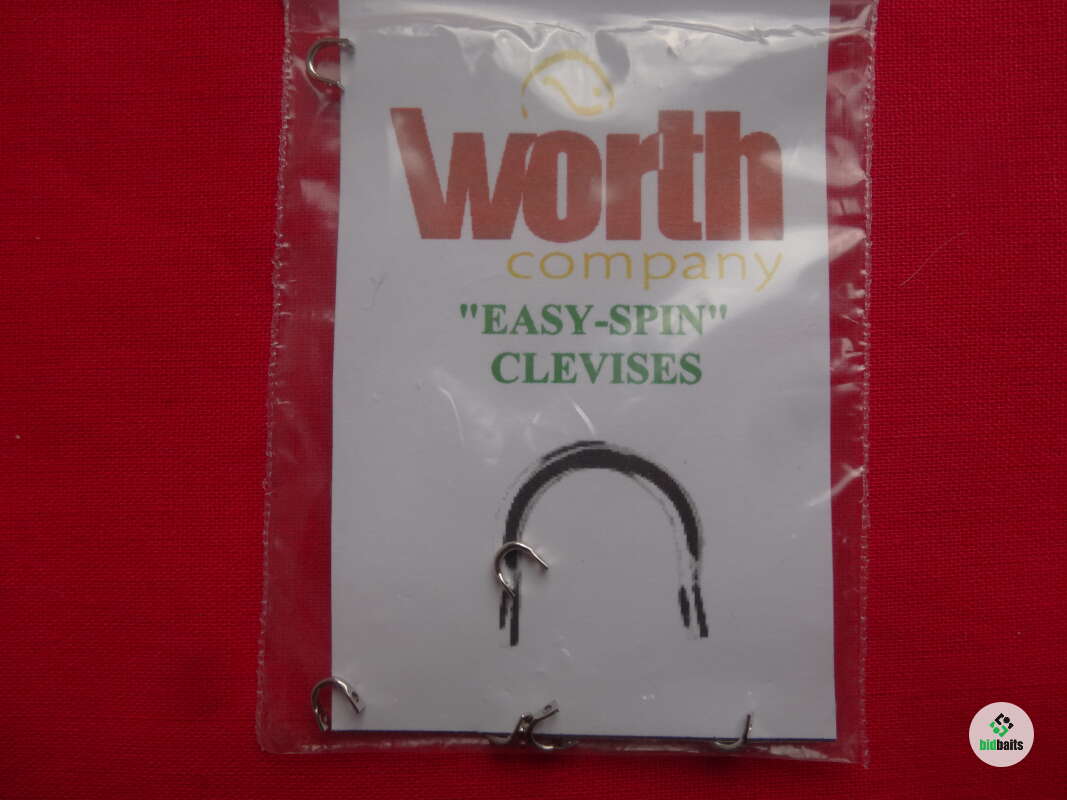 Worth
company
"EASY-SPIN"
CLEVISES
bidbaits